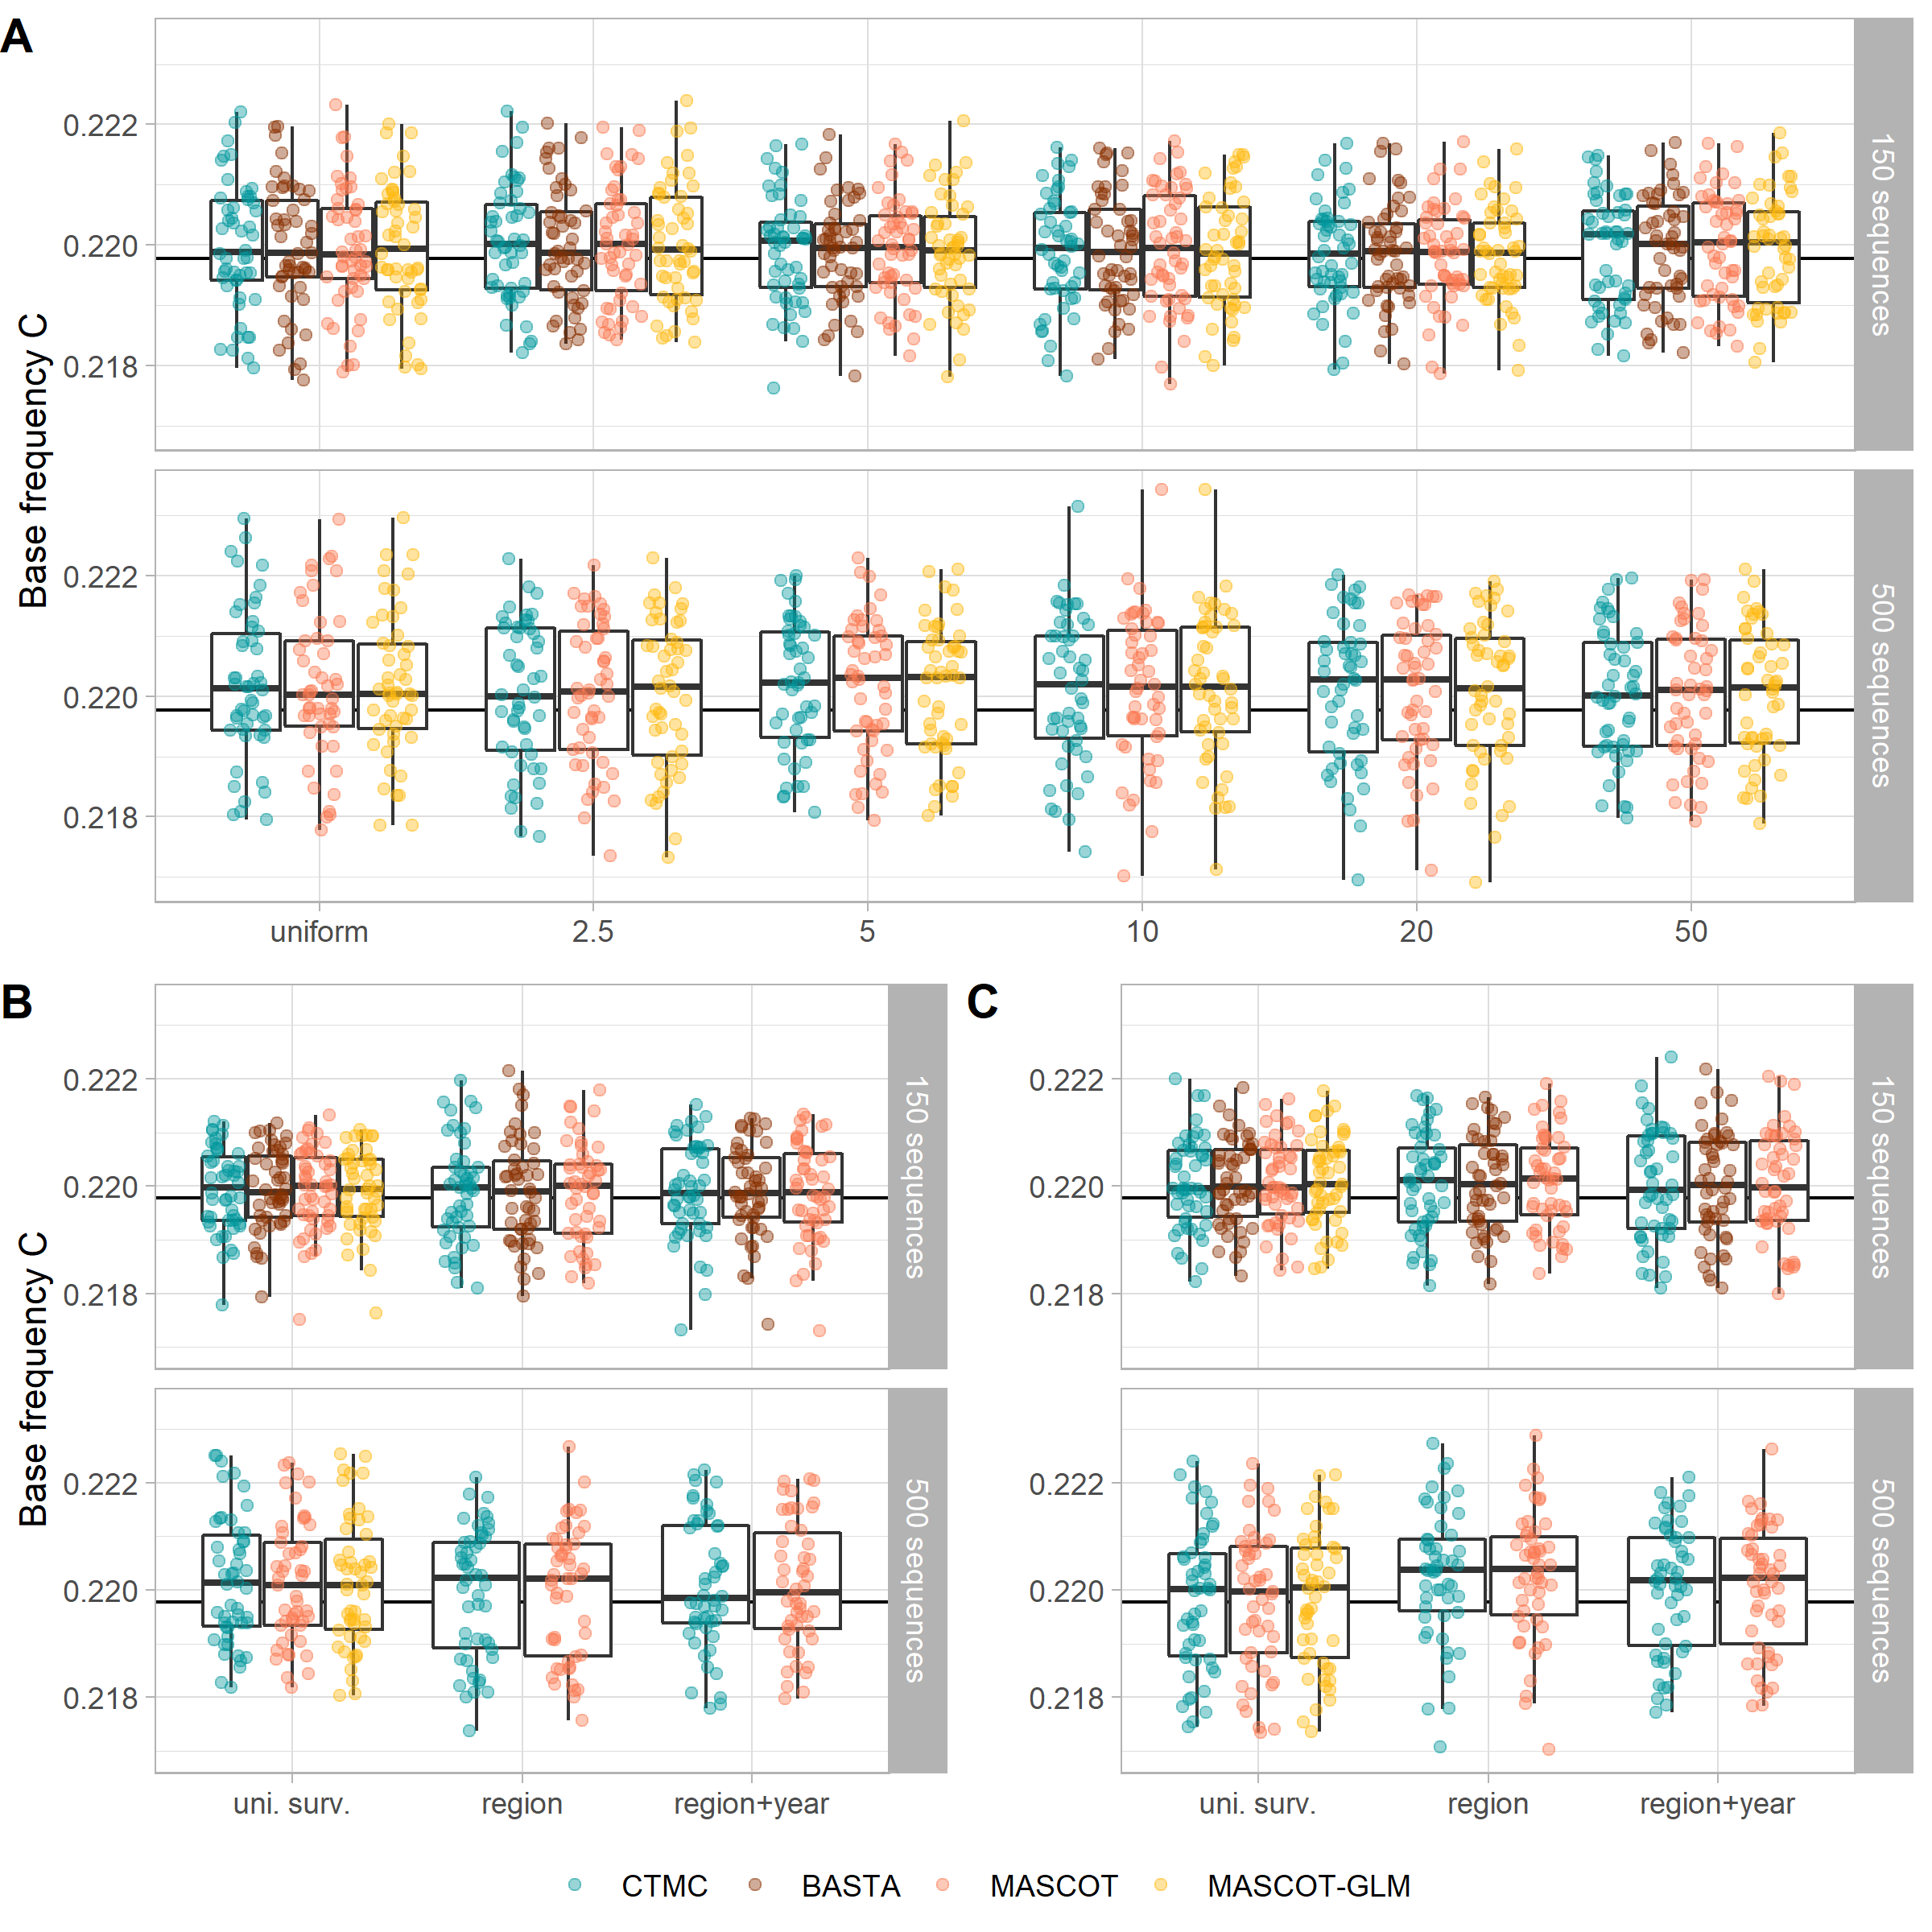 A
Base frequency C
0.222
0.220
0.218
150 sequences
0.222
0.220
0.218
500 sequences
uniform 2.5 5 10 20 50
B
Base frequency C
0.222
0.220
0.218
150 sequences
0.222
0.220
0.218
500 sequences
uni. surv. region region+year
C
0.222
0.220
0.218
150 sequences
0.222
0.220
0.218
500 sequences
uni. surv. region region+year
CTMC BASTA MASCOT MASCOT-GLM